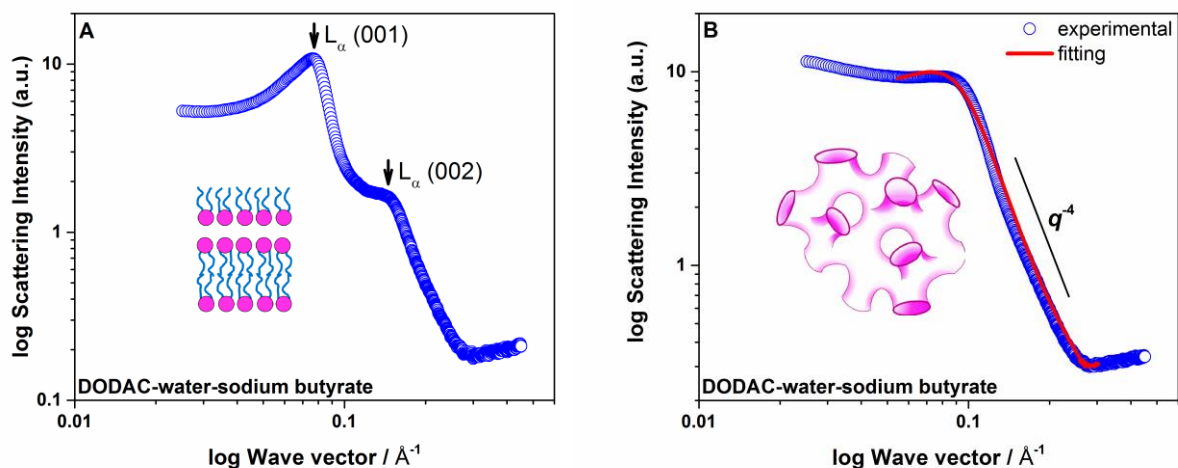 A
L_α (001)
L_α (002)
DODAC-water-sodium butyrate
log Scattering Intensity (a.u.)
10
1
0.1
0.01
0.1
log Wave vector / Å⁻¹
B
experimental
fitting
q⁻⁴
DODAC-water-sodium butyrate
log Scattering Intensity (a.u.)
10
1
0.01
0.1
log Wave vector / Å⁻¹